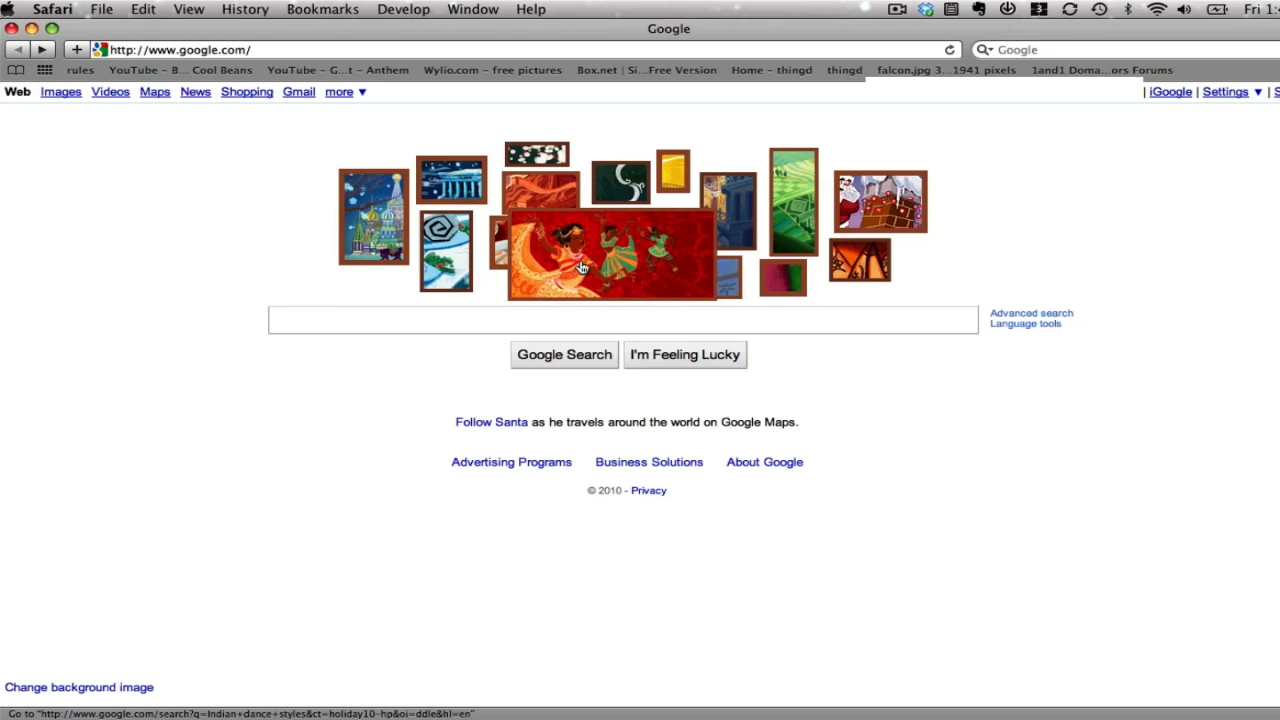 Safari File Edit View History Bookmarks Develop Window Help Fri 1:
Google
http://www.google.com/ Google
rules YouTube – B... Cool Beans YouTube – G...t – Anthem Wylio.com – free pictures Box.net | Si...Free Version Home – thingd thingd falcon.jpg 3...1941 pixels 1and1 Doma...ors Forums
Web Images Videos Maps News Shopping Gmail more ▼ | iGoogle | Settings ▼ | S
Advanced search
Language tools
Google Search I'm Feeling Lucky
Follow Santa as he travels around the world on Google Maps.
Advertising Programs Business Solutions About Google
© 2010 - Privacy
Change background image
Go to "http://www.google.com/search?q=Indian+dance+styles&ct=holiday10-hp&oi=ddle&hl=en"